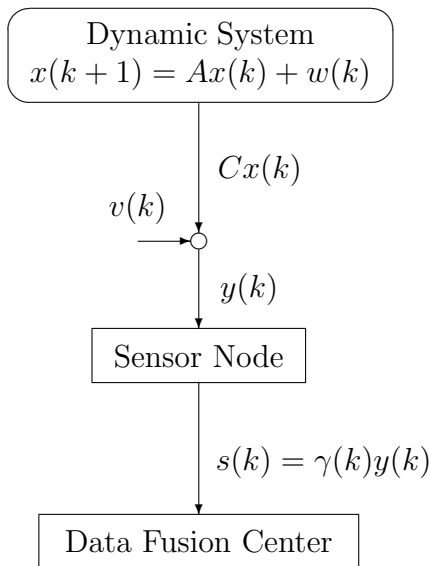 Dynamic System
x(k + 1) = Ax(k) + w(k)
Cx(k)
v(k)
y(k)
Sensor Node
s(k) = γ(k)y(k)
Data Fusion Center